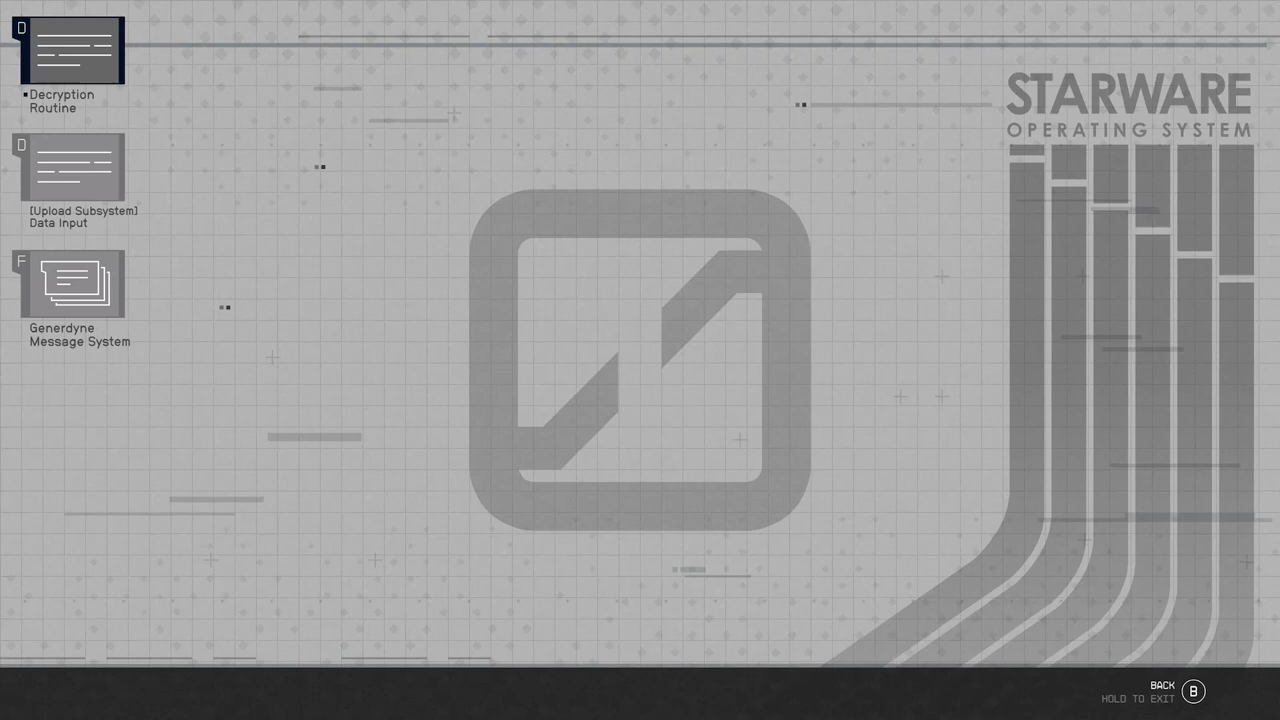 D
Decryption
Routine
D
[Upload Subsystem]
Data Input
F
Generdyne
Message System
STARWARE
OPERATING SYSTEM
BACK
HOLD TO EXIT
B